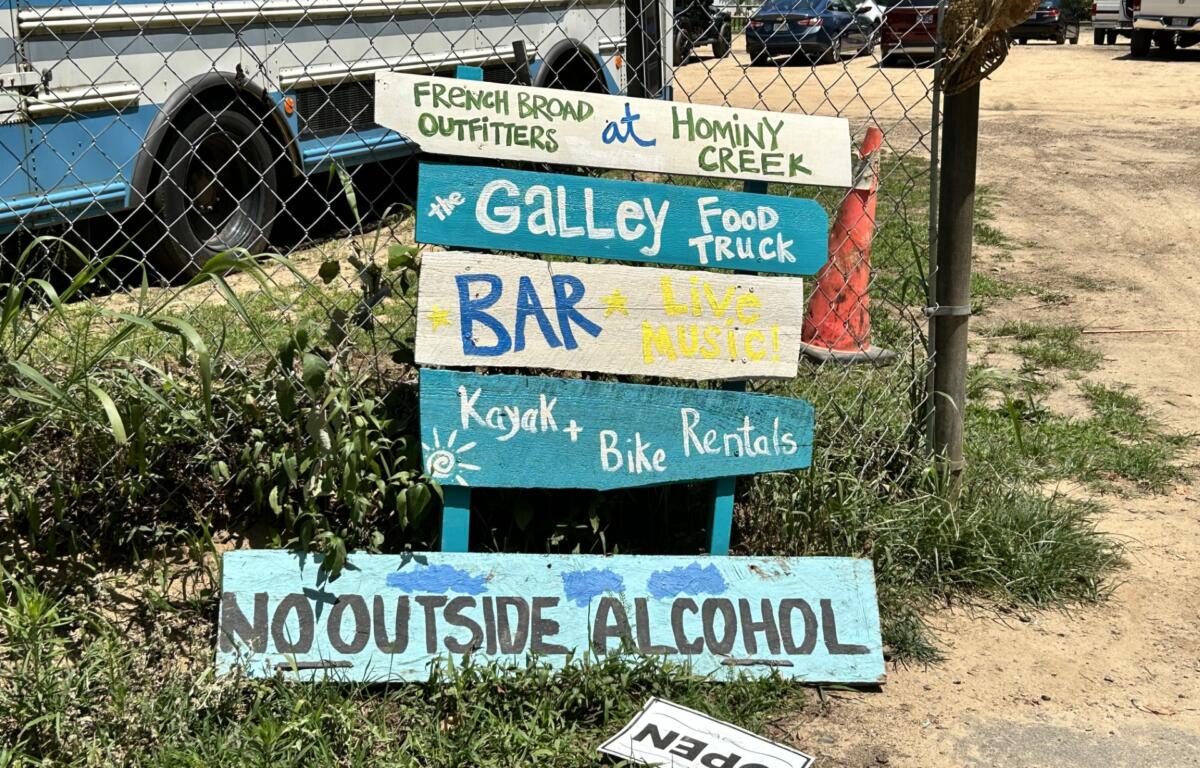 FRENCH BROAD
OUTFITTERS at HOMINY
CREEK
the GALLey FOOD
TRUCK
BAR Live
Music!
Kayak + Bike Rentals
NO OUTSIDE ALCOHOL
OPEN